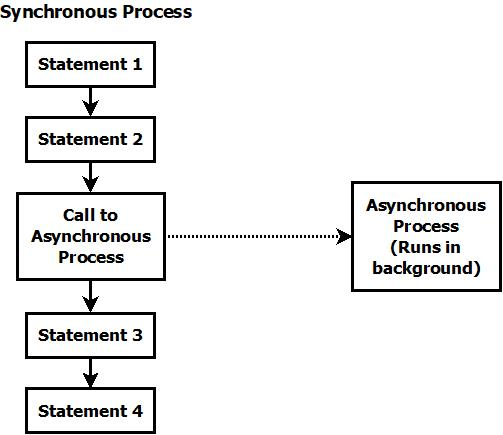 Synchronous Process
Statement 1
Statement 2
Call to
Asynchronous
Process
Asynchronous
Process
(Runs in
background)
Statement 3
Statement 4